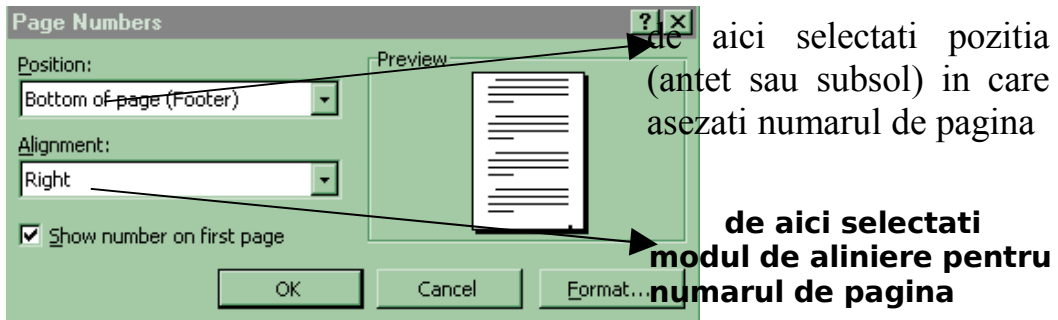 Page Numbers
Position:
Bottom of page (Footer)
Alignment:
Right
Show number on first page
Preview
OK
Cancel
Format...
de aici selectati pozitia
(antet sau subsol) in care
asezati numarul de pagina
de aici selectati
modul de aliniere pentru
numarul de pagina